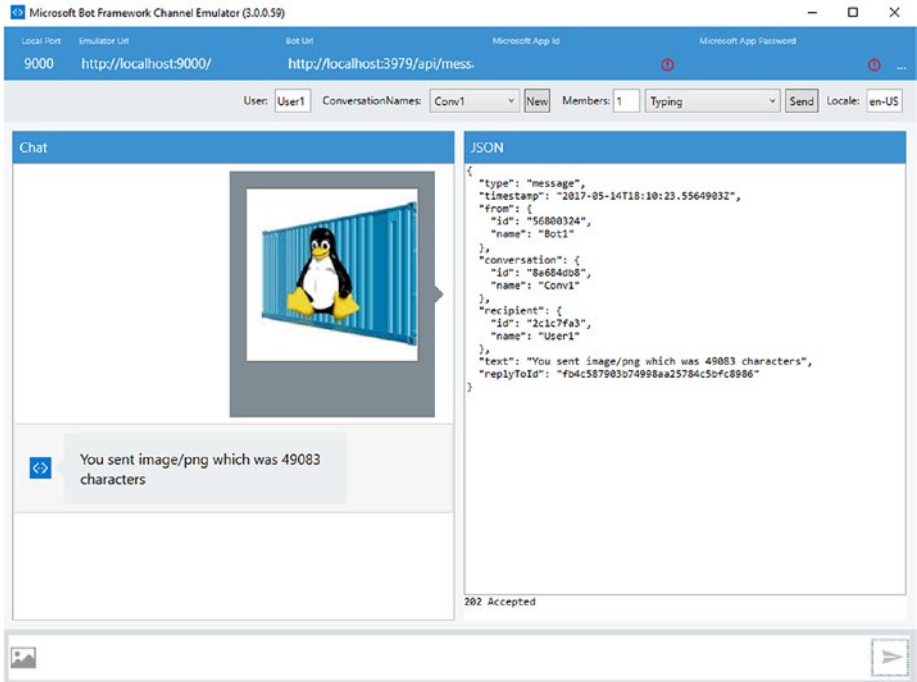 Microsoft Bot Framework Channel Emulator (3.0.0.59)
Local Port Emulator Url Bot Url Microsoft App Id Microsoft App Password
9000 http://localhost:9000/ http://localhost:3979/api/mess ...
User: User1 ConversationNames: Conv1 New Members: 1 Typing Send Locale: en-US
Chat
You sent image/png which was 49083
characters
JSON
{
"type": "message",
"timestamp": "2017-05-14T18:10:23.5564903Z",
"from": {
"id": "56800324",
"name": "Bot1"
},
"conversation": {
"id": "8a684db8",
"name": "Conv1"
},
"recipient": {
"id": "2c1c7fa3",
"name": "User1"
},
"text": "You sent image/png which was 49083 characters",
"replyToId": "fb4c587903b74998aa25784c5bfc8986"
}
202 Accepted